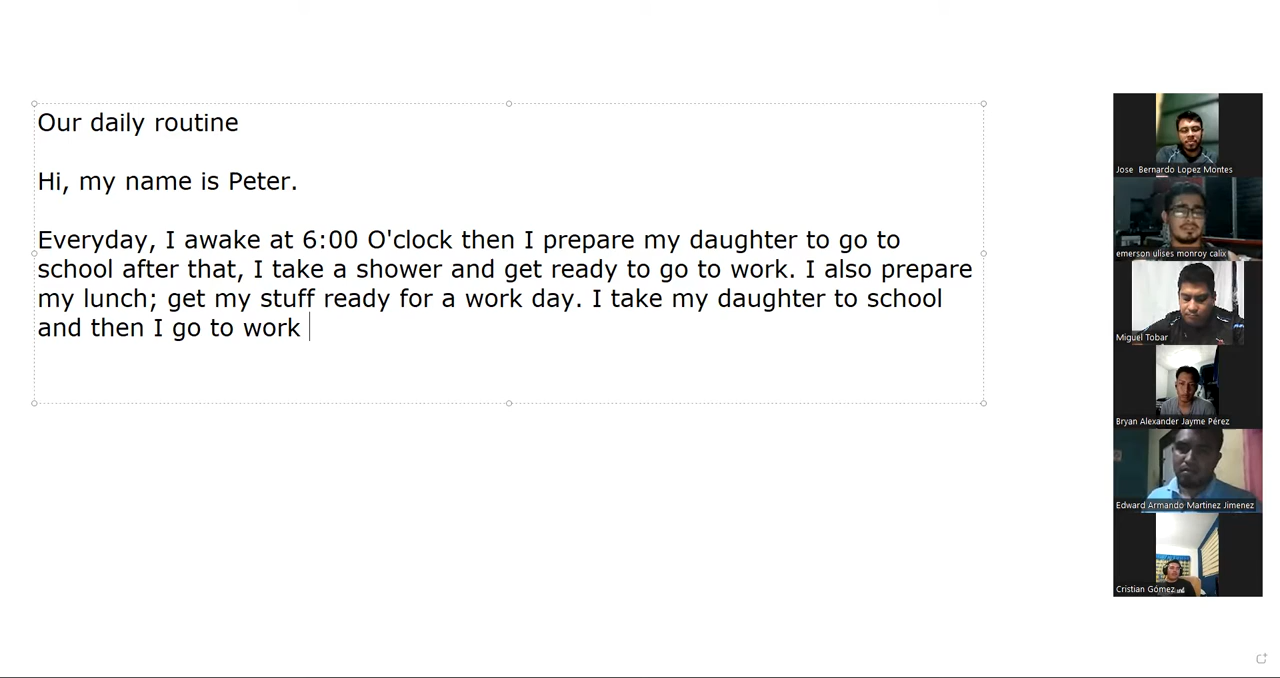 Our daily routine
Hi, my name is Peter.
Everyday, I awake at 6:00 O'clock then I prepare my daughter to go to
school after that, I take a shower and get ready to go to work. I also prepare
my lunch; get my stuff ready for a work day. I take my daughter to school
and then I go to work
Jose Bernardo Lopez Montes
emerson ulises monroy calix
Miguel Tobar
Bryan Alexander Jayme Pérez
Edward Armando Martinez Jimenez
Cristian Gómez